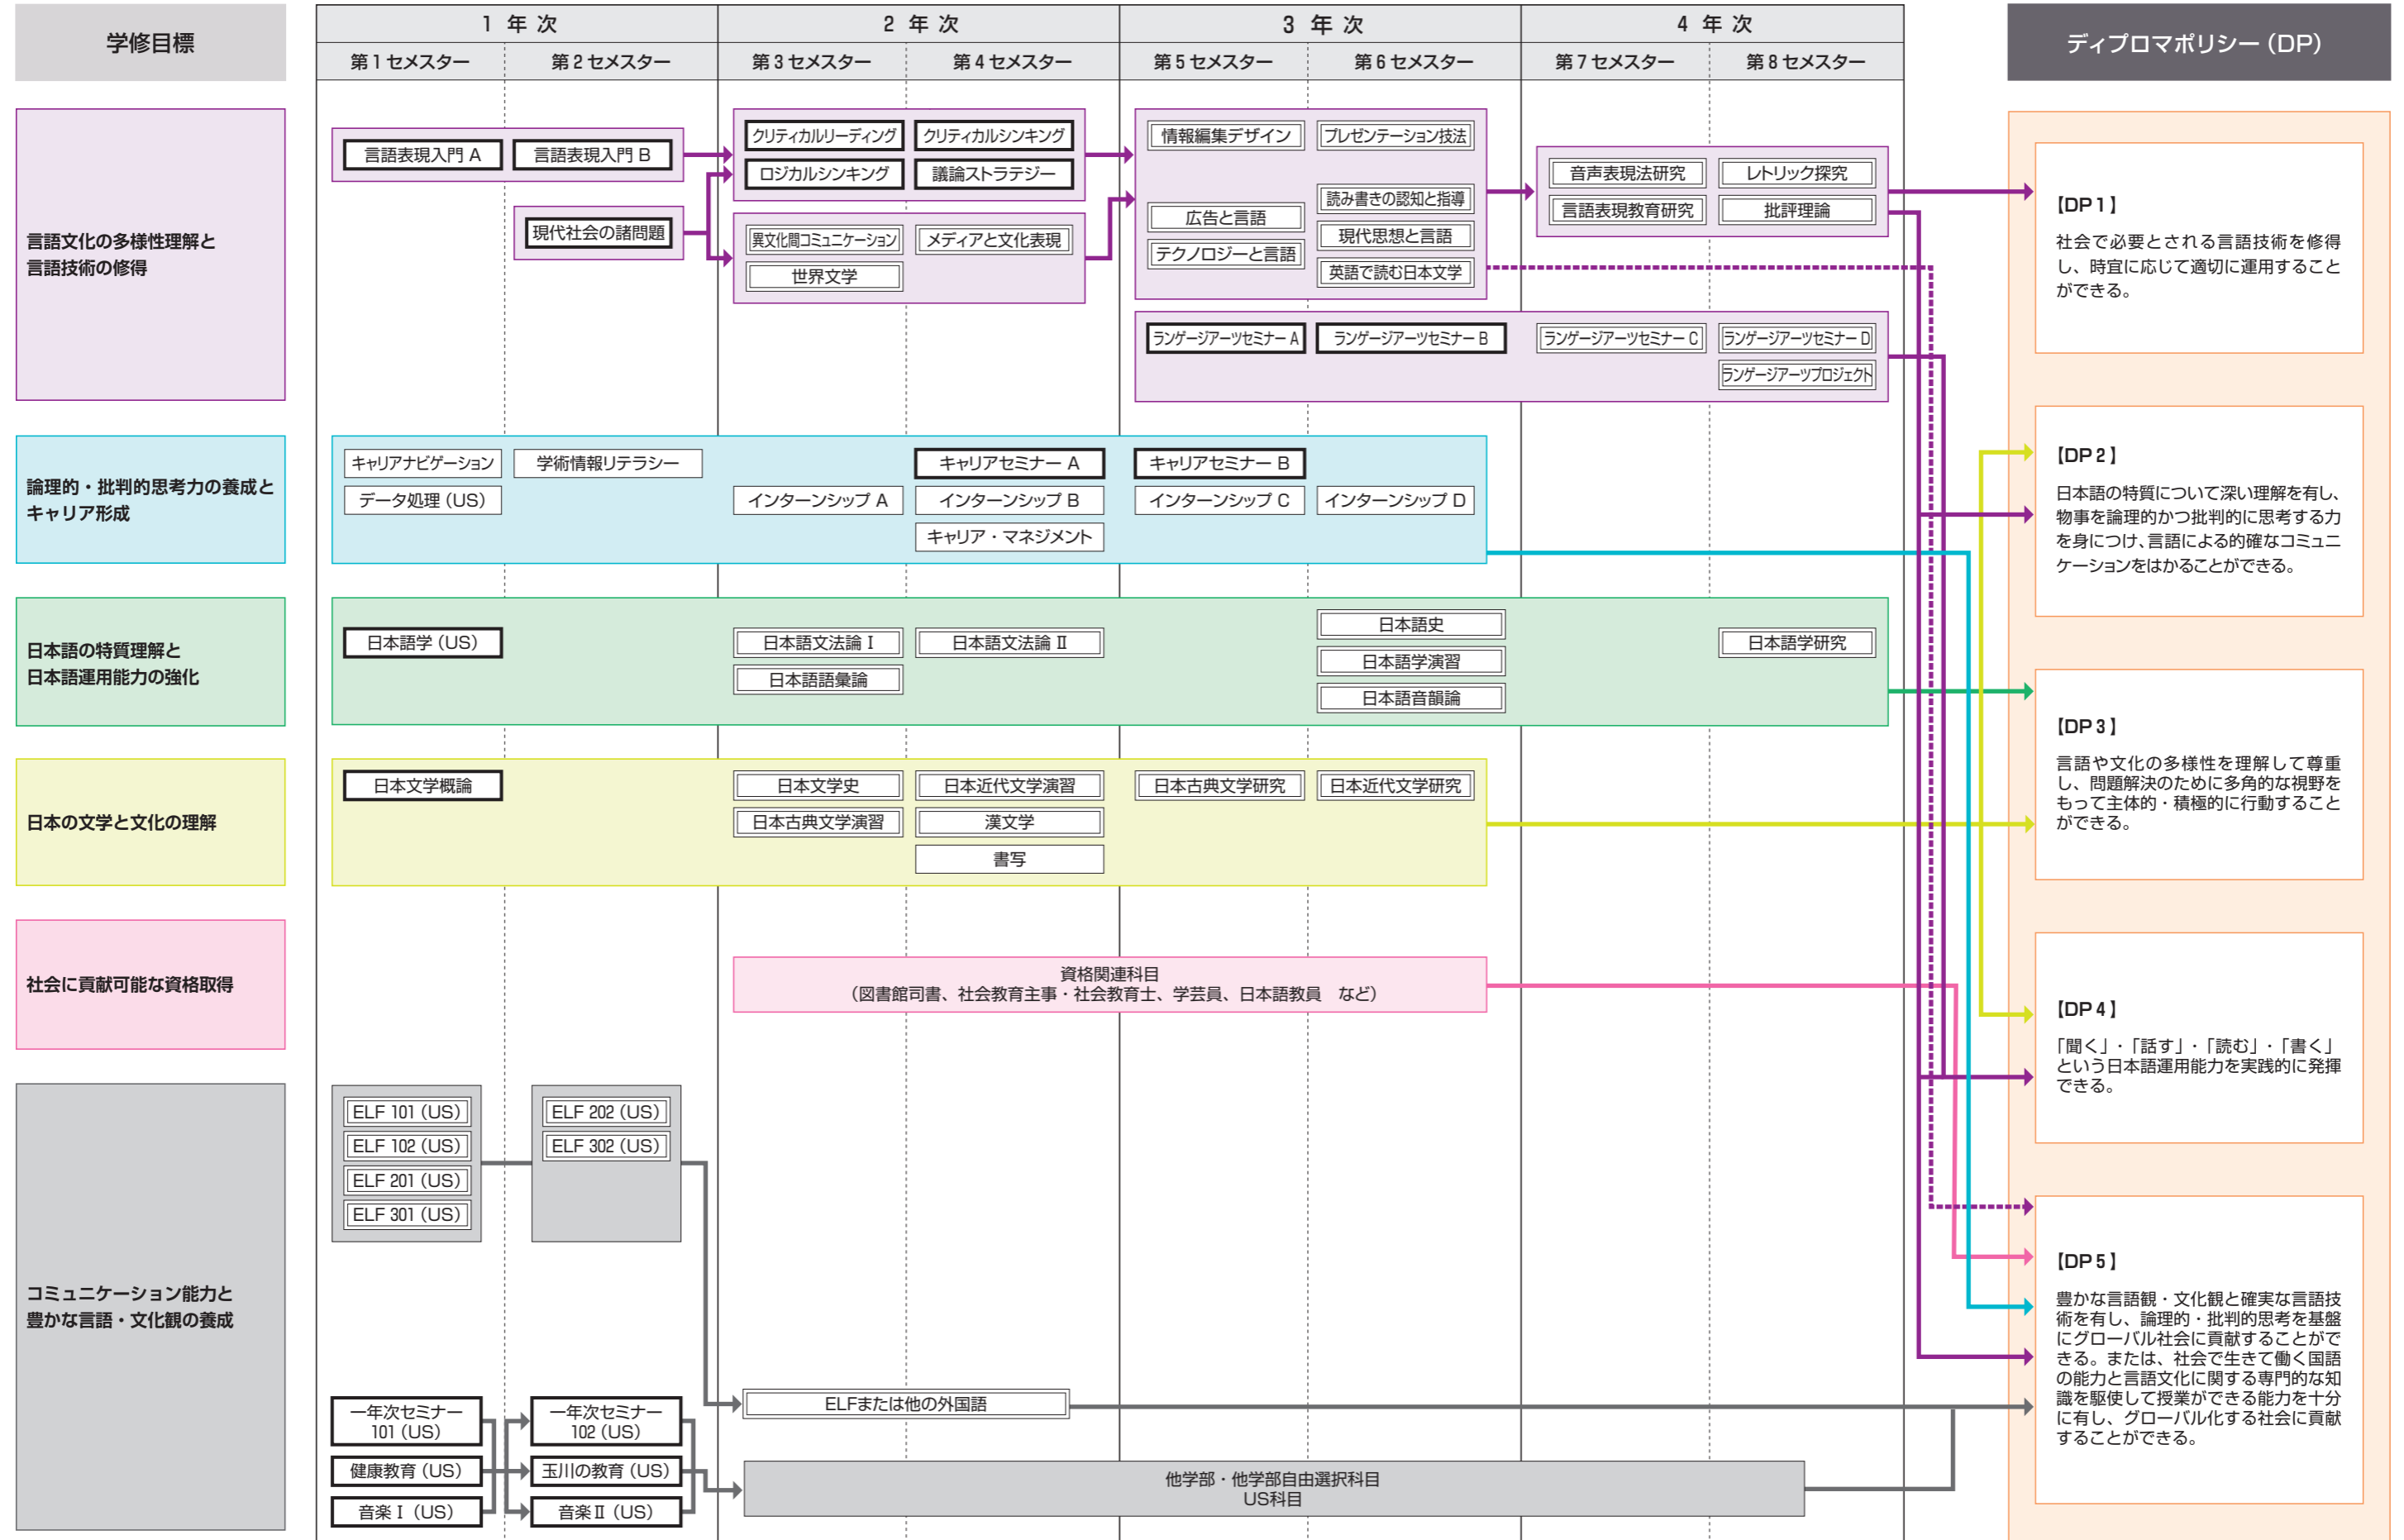 学修目標
1 年 次
2 年 次
3 年 次
4 年 次
ディプロマポリシー(DP)
第1セメスター
第2セメスター
第3セメスター
第4セメスター
第5セメスター
第6セメスター
第7セメスター
第8セメスター
言語文化の多様性理解と
言語技術の修得
言語表現入門 A
言語表現入門 B
現代社会の諸問題
クリティカルリーディング
クリティカルシンキング
ロジカルシンキング
議論ストラテジー
異文化間コミュニケーション
メディアと文化表現
世界文学
情報編集デザイン
プレゼンテーション技法
読み書きの認知と指導
広告と言語
現代思想と言語
テクノロジーと言語
英語で読む日本文学
音声表現法研究
レトリック探究
言語表現教育研究
批評理論
ランゲージアーツセミナー A
ランゲージアーツセミナー B
ランゲージアーツセミナー C
ランゲージアーツセミナー D
ランゲージアーツプロジェクト
論理的・批判的思考力の養成と
キャリア形成
キャリアナビゲーション
学術情報リテラシー
キャリアセミナー A
キャリアセミナー B
データ処理(US)
インターンシップ A
インターンシップ B
インターンシップ C
インターンシップ D
キャリア・マネジメント
日本語の特質理解と
日本語運用能力の強化
日本語学(US)
日本語文法論 Ⅰ
日本語文法論 Ⅱ
日本語語彙論
日本語史
日本語学演習
日本語音韻論
日本語学研究
日本の文学と文化の理解
日本文学概論
日本文学史
日本近代文学演習
日本古典文学研究
日本近代文学研究
日本古典文学演習
漢文学
書写
社会に貢献可能な資格取得
資格関連科目
(図書館司書、社会教育主事・社会教育士、学芸員、日本語教員 など)
コミュニケーション能力と
豊かな言語・文化観の養成
ELF 101(US)
ELF 102(US)
ELF 201(US)
ELF 301(US)
ELF 202(US)
ELF 302(US)
ELFまたは他の外国語
一年次セミナー
101(US)
一年次セミナー
102(US)
健康教育(US)
玉川の教育(US)
音楽Ⅰ(US)
音楽Ⅱ(US)
他学部・他学部自由選択科目
US科目
【DP1】
社会で必要とされる言語技術を修得
し、時宜に応じて適切に運用すること
ができる。
【DP2】
日本語の特質について深い理解を有し、
物事を論理的かつ批判的に思考する力
を身につけ、言語による的確なコミュニ
ケーションをはかることができる。
【DP3】
言語や文化の多様性を理解して尊重
し、問題解決のために多角的な視野を
もって主体的・積極的に行動すること
ができる。
【DP4】
「聞く」・「話す」・「読む」・「書く」
という日本語運用能力を実践的に発揮
できる。
【DP5】
豊かな言語観・文化観と確実な言語技
術を有し、論理的・批判的思考を基盤
にグローバル社会に貢献することがで
きる。または、社会で生きて働く国語
の能力と言語文化に関する専門的な知
識を駆使して授業ができる能力を十分
に有し、グローバル化する社会に貢献
することができる。